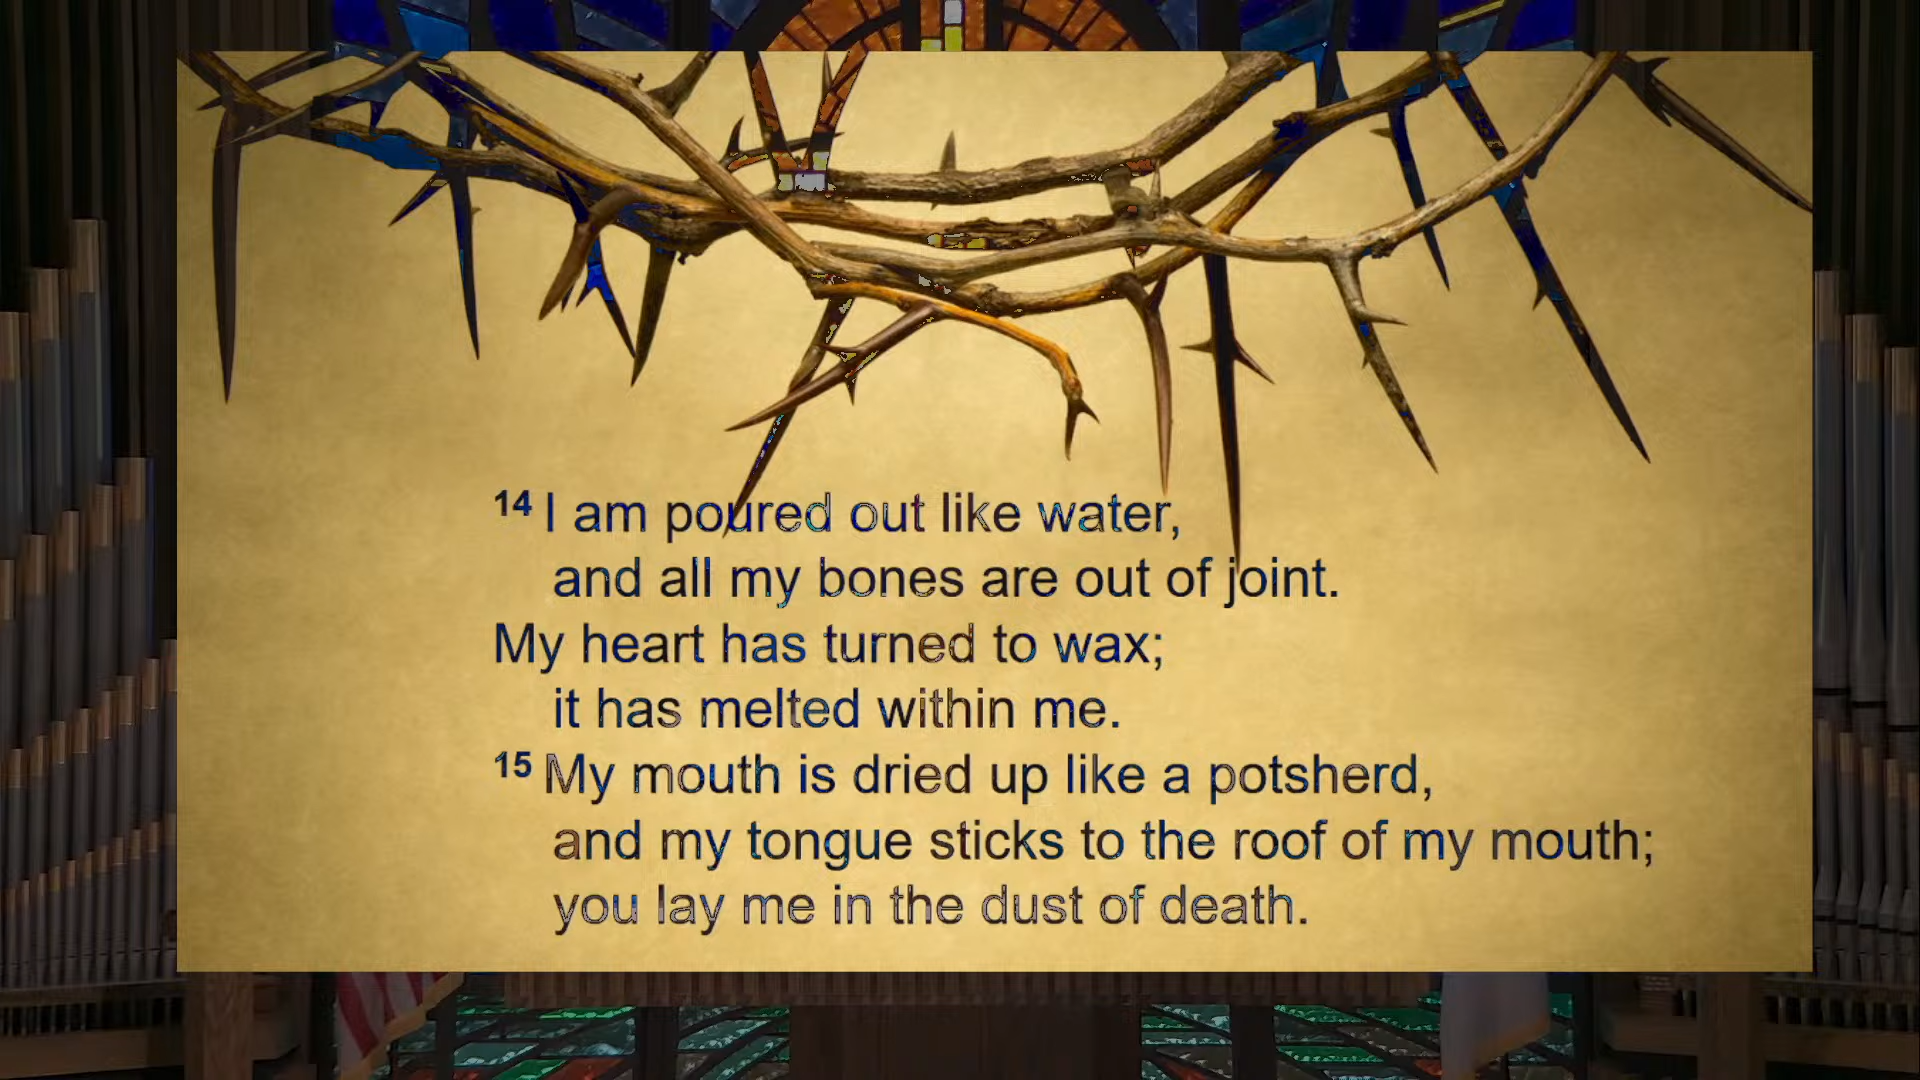 14 I am poured out like water,
and all my bones are out of joint.
My heart has turned to wax;
it has melted within me.
15 My mouth is dried up like a potsherd,
and my tongue sticks to the roof of my mouth;
you lay me in the dust of death.